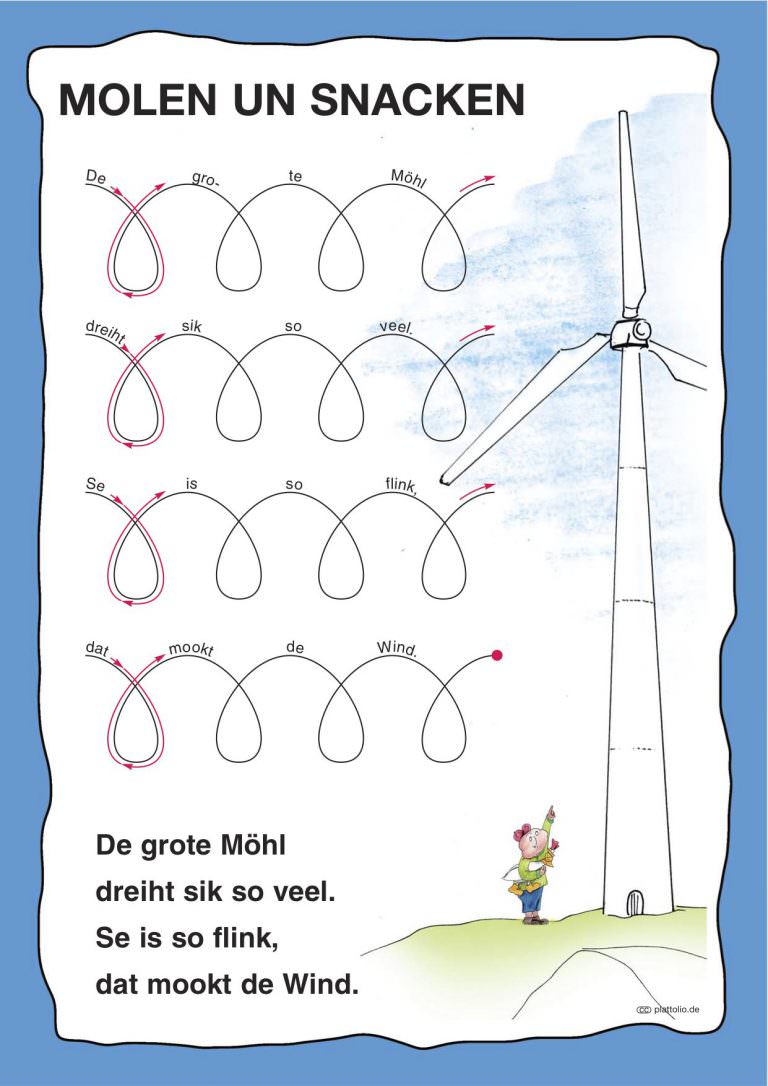 MOLEN UN SNACKEN
De gro- te Möhl
dreiht sik so veel.
Se is so flink,
dat mookt de Wind.
De grote Möhl
dreiht sik so veel.
Se is so flink,
dat mookt de Wind.
cc plattolio.de